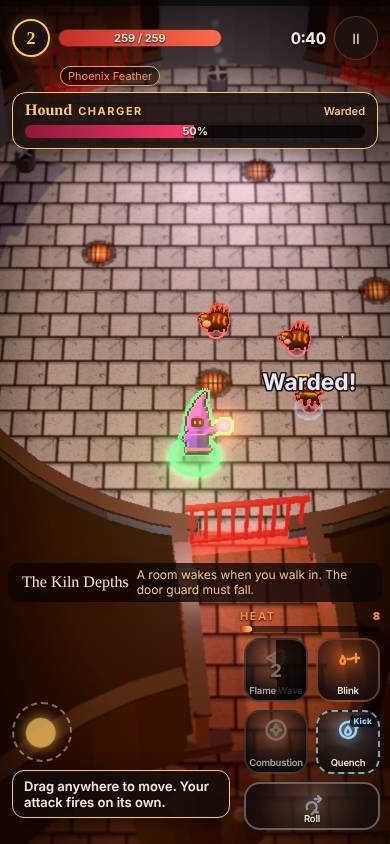 2
259 / 259
0:40
Phoenix Feather
Hound CHARGER
Warded
50%
Warded!
The Kiln Depths
A room wakes when you walk in. The
door guard must fall.
HEAT
8
2
Flame Wave
Blink
Kick
Combustion
Quench
Drag anywhere to move. Your
attack fires on its own.
Roll